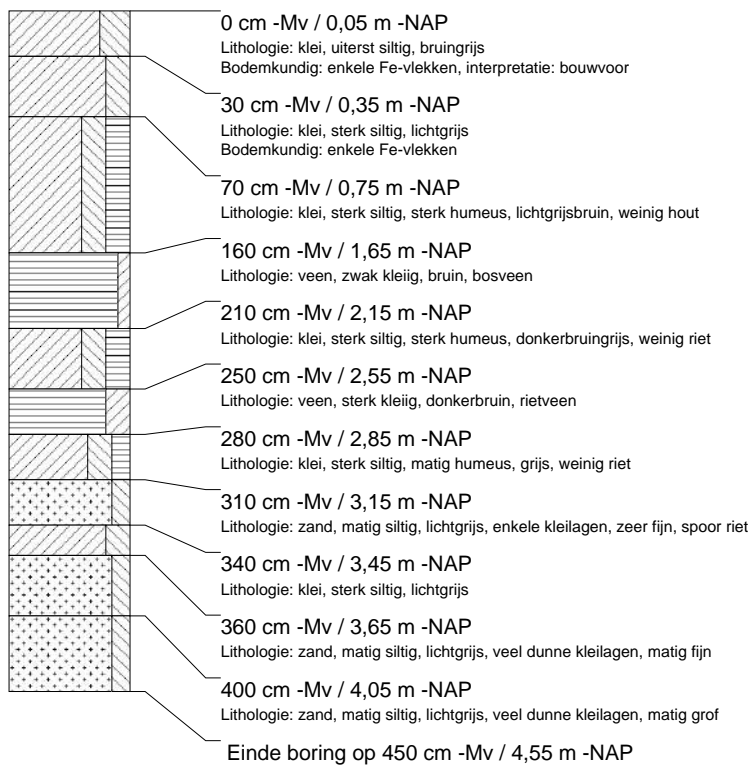 0 cm -Mv / 0,05 m -NAP
Lithologie: klei, uiterst siltig, bruingrijs
Bodemkundig: enkele Fe-vlekken, interpretatie: bouwvoor
30 cm -Mv / 0,35 m -NAP
Lithologie: klei, sterk siltig, lichtgrijs
Bodemkundig: enkele Fe-vlekken
70 cm -Mv / 0,75 m -NAP
Lithologie: klei, sterk siltig, sterk humeus, lichtgrijsbruin, weinig hout
160 cm -Mv / 1,65 m -NAP
Lithologie: veen, zwak kleiig, bruin, bosveen
210 cm -Mv / 2,15 m -NAP
Lithologie: klei, sterk siltig, sterk humeus, donkerbruingrijs, weinig riet
250 cm -Mv / 2,55 m -NAP
Lithologie: veen, sterk kleiig, donkerbruin, rietveen
280 cm -Mv / 2,85 m -NAP
Lithologie: klei, sterk siltig, matig humeus, grijs, weinig riet
310 cm -Mv / 3,15 m -NAP
Lithologie: zand, matig siltig, lichtgrijs, enkele kleilagen, zeer fijn, spoor riet
340 cm -Mv / 3,45 m -NAP
Lithologie: klei, sterk siltig, lichtgrijs
360 cm -Mv / 3,65 m -NAP
Lithologie: zand, matig siltig, lichtgrijs, veel dunne kleilagen, matig fijn
400 cm -Mv / 4,05 m -NAP
Lithologie: zand, matig siltig, lichtgrijs, veel dunne kleilagen, matig grof
Einde boring op 450 cm -Mv / 4,55 m -NAP